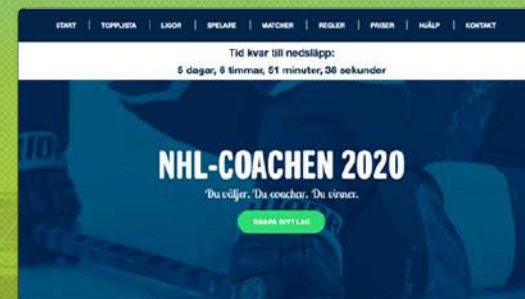 START | TOPPLISTA | LIGOR | SPELARE | MATCHER | REGLER | PRISER | HJÄLP | KONTAKT
Tid kvar till nedsläpp:
5 dagar, 6 timmar, 51 minuter, 38 sekunder
NHL-COACHEN 2020
Du väljer. Du coachar. Du vinner.
SKAPA DITT LAG